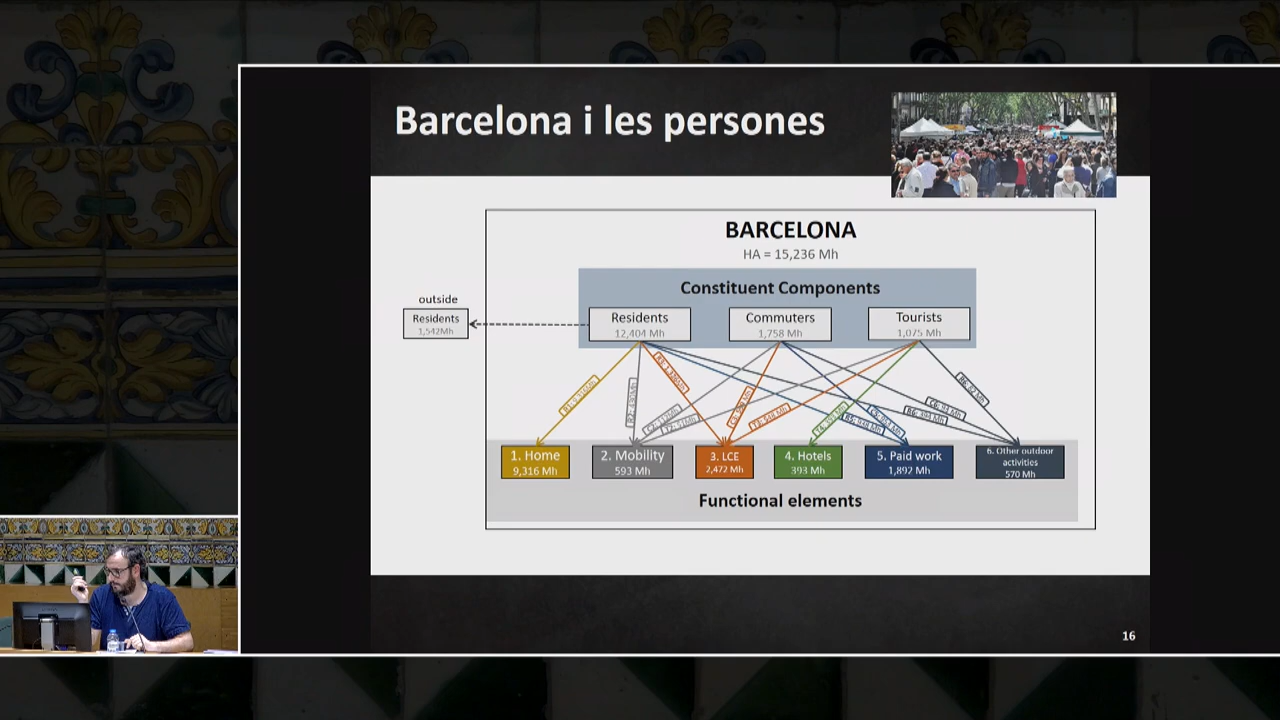 Barcelona i les persones
BARCELONA
HA = 15,236 Mh
Constituent Components
outside
Residents
1,542Mh
Residents
12,404 Mh
Commuters
1,758 Mh
Tourists
1,075 Mh
1. Home
9,316 Mh
2. Mobility
593 Mh
3. LCE
2,472 Mh
4. Hotels
393 Mh
5. Paid work
1,892 Mh
6. Other outdoor
activities
570 Mh
Functional elements
16